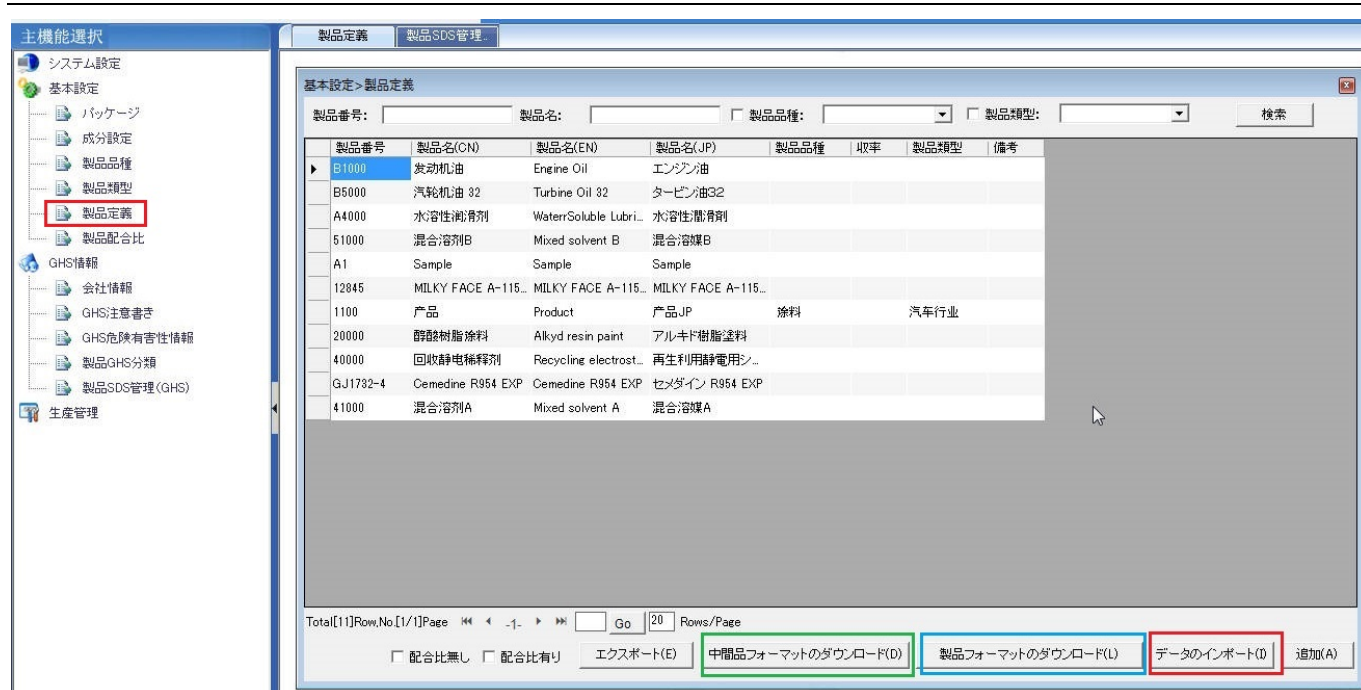 主機能選択
製品定義 製品SDS管理..
システム設定
基本設定
パッケージ
成分設定
製品品種
製品類型
製品定義
製品配合比
GHS情報
会社情報
GHS注意書き
GHS危険有害性情報
製品GHS分類
製品SDS管理(GHS)
生産管理
基本設定>製品定義
製品番号: 製品名: 製品品種: 製品類型: 検索
製品番号 製品名(CN) 製品名(EN) 製品名(JP) 製品品種 収率 製品類型 備考
B1000 发动机油 Engine Oil エンジン油
B5000 汽轮机油 32 Turbine Oil 32 タービン油32
A4000 水溶性润滑剂 WaterrSoluble Lubri... 水溶性潤滑剤
51000 混合溶剂B Mixed solvent B 混合溶媒B
A1 Sample Sample Sample
12845 MILKY FACE A-115... MILKY FACE A-115... MILKY FACE A-115...
1100 产品 Product 产品JP 涂料 汽车行业
20000 醇酸树脂涂料 Alkyd resin paint アルキド樹脂塗料
40000 回收静电稀释剂 Recycling electrost... 再生利用静電用シ...
GJ1732-4 Cemedine R954 EXP Cemedine R954 EXP セメダイン R954 EXP
41000 混合溶剂A Mixed solvent A 混合溶媒A
Total[11]Row,No.[1/1]Page -1- Go 20 Rows/Page
配合比無し 配合比有り エクスポート(E) 中間品フォーマットのダウンロード(D) 製品フォーマットのダウンロード(L) データのインポート(I) 追加(A)